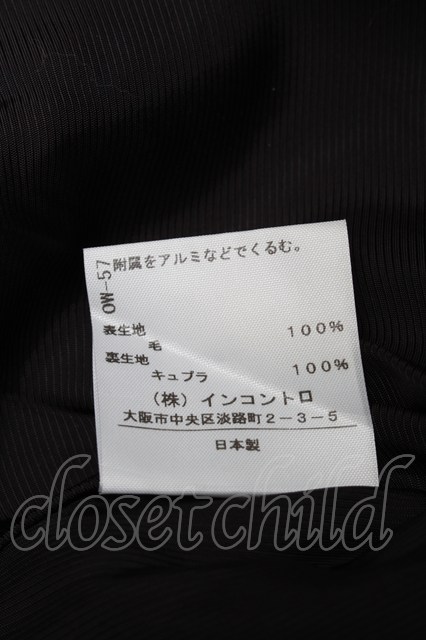 OW-57
附属をアルミなどでくるむ。
表生地
毛 100%
裏生地
キュプラ 100%
(株) インコントロ
大阪市中央区淡路町2-3-5
日本製
closetchild